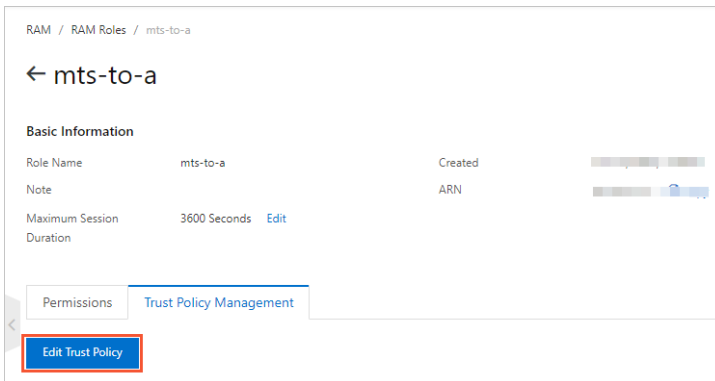 RAM / RAM Roles / mts-to-a
← mts-to-a
Basic Information
Role Name mts-to-a Created
Note ARN
Maximum Session Duration 3600 Seconds Edit
Permissions Trust Policy Management
Edit Trust Policy